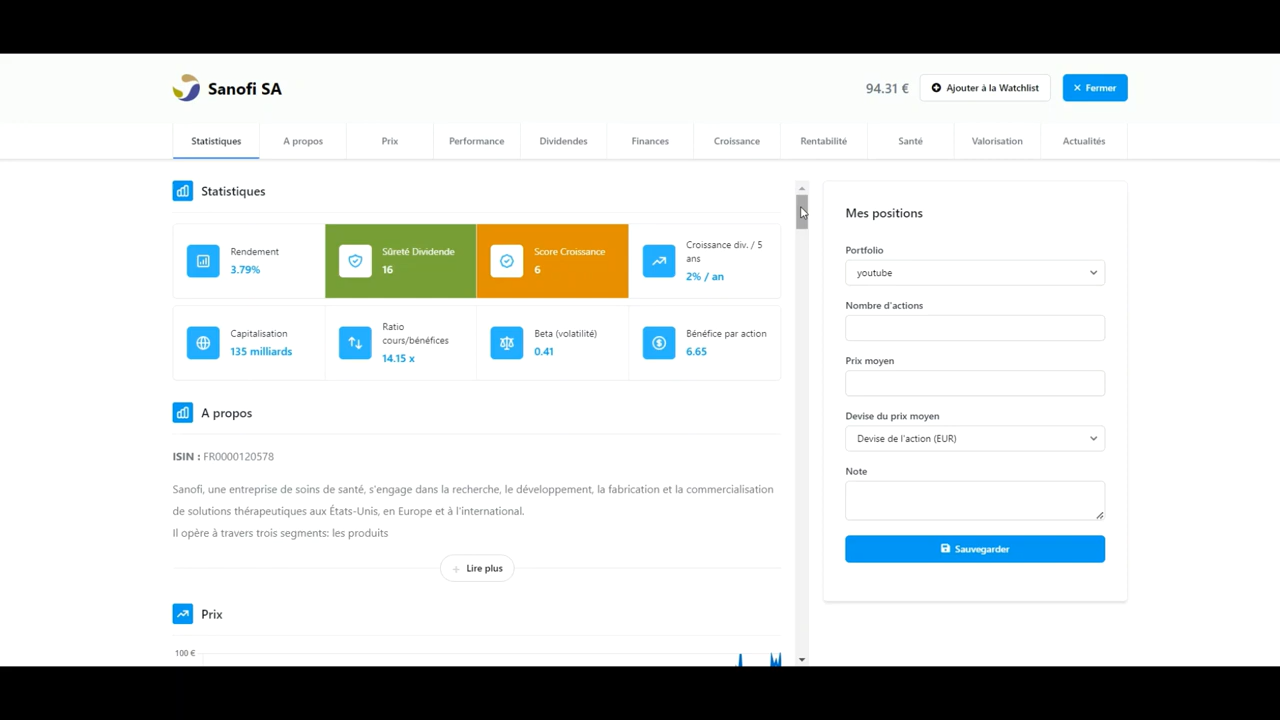 Sanofi SA
94.31 €
Ajouter à la Watchlist
Fermer
Statistiques
A propos
Prix
Performance
Dividendes
Finances
Croissance
Rentabilité
Santé
Valorisation
Actualités
Statistiques
Rendement
3.79%
Sûreté Dividende
16
Score Croissance
6
Croissance div. / 5
ans
2% / an
Capitalisation
135 milliards
Ratio
cours/bénéfices
14.15 x
Beta (volatilité)
0.41
Bénéfice par action
6.65
A propos
ISIN : FR0000120578
Sanofi, une entreprise de soins de santé, s'engage dans la recherche, le développement, la fabrication et la commercialisation
de solutions thérapeutiques aux États-Unis, en Europe et à l'international.
Il opère à travers trois segments: les produits
Lire plus
Prix
100 €
Mes positions
Portfolio
youtube
Nombre d'actions
Prix moyen
Devise du prix moyen
Devise de l'action (EUR)
Note
Sauvegarder